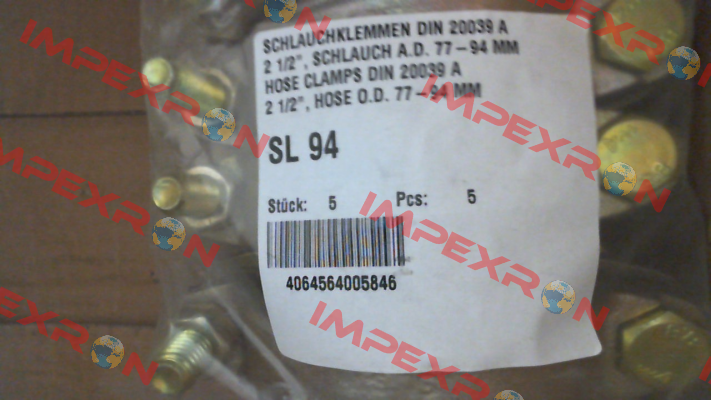 SCHLAUCHKLEMMEN DIN 20039 A
2 1/2", SCHLAUCH A.D. 77–94 MM
HOSE CLAMPS DIN 20039 A
2 1/2", HOSE O.D. 77–94 MM
SL 94
Stück: 5 Pcs: 5
4064564005846
IMPEXRON
IMPEXRON
IMPEXRON
IMPEXRON
IMPEXRON